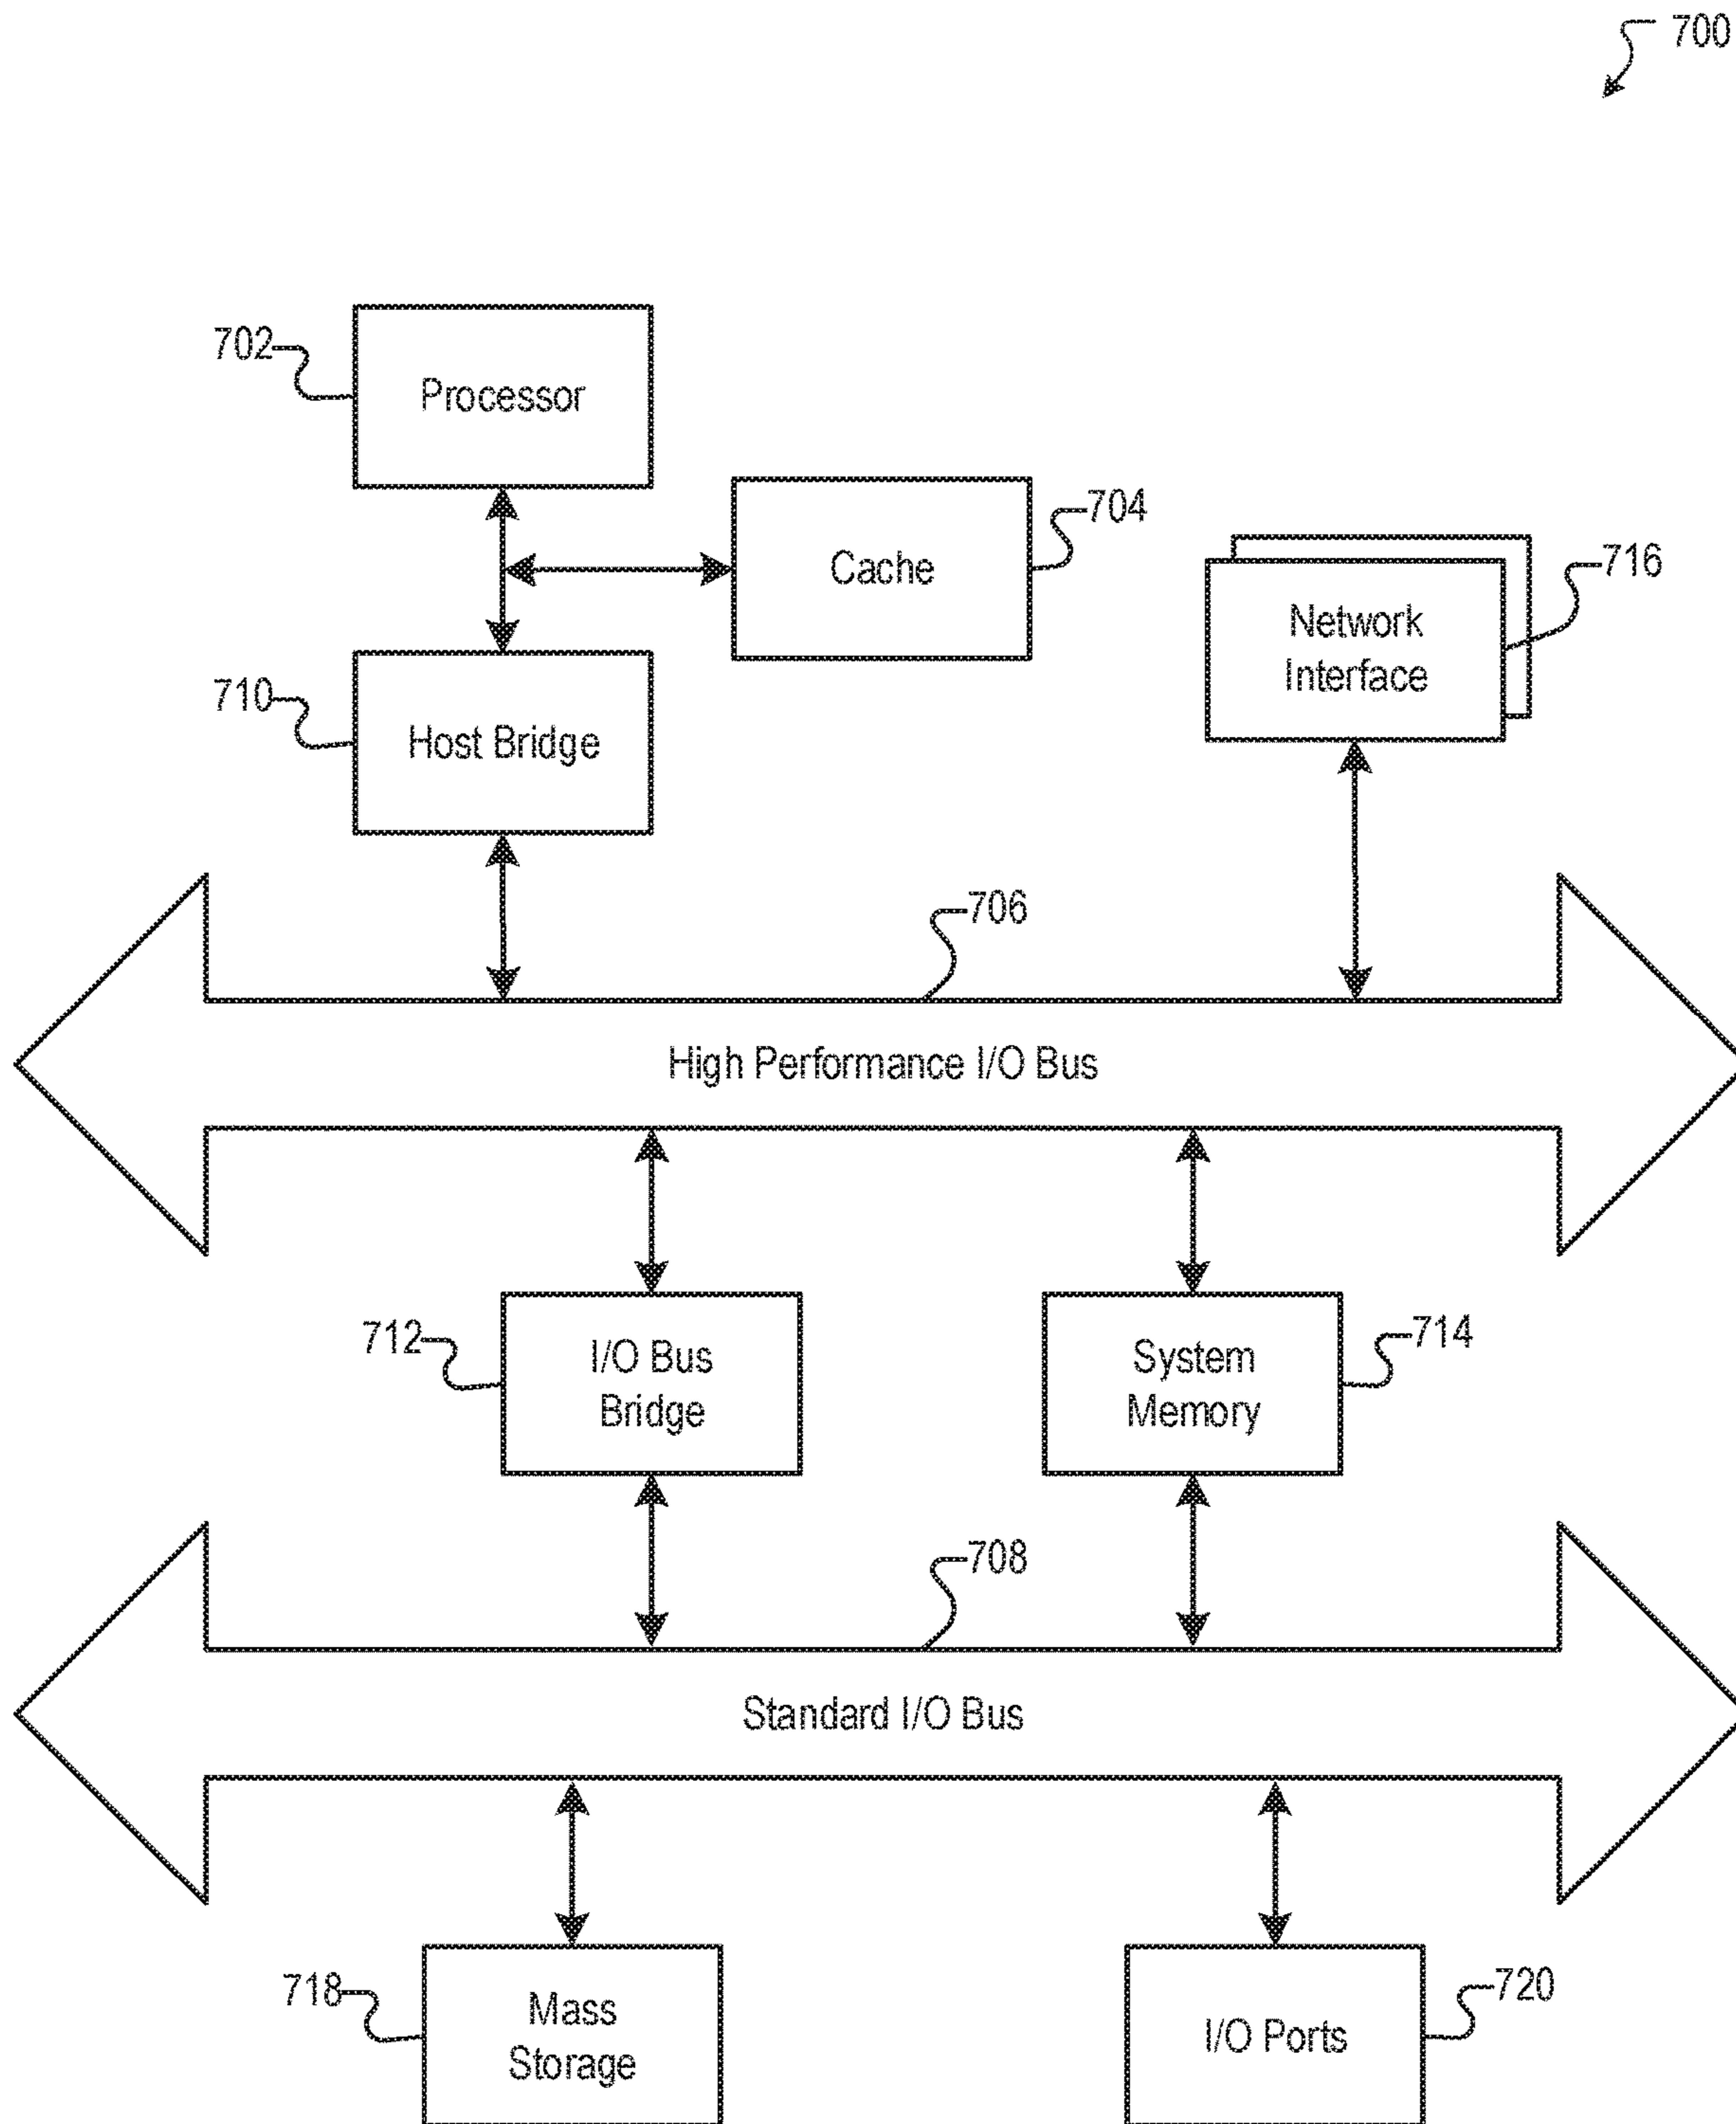 700
702
Processor
704
Cache
716
Network
Interface
710
Host Bridge
706
High Performance I/O Bus
712
I/O Bus
Bridge
714
System
Memory
708
Standard I/O Bus
718
Mass
Storage
720
I/O Ports